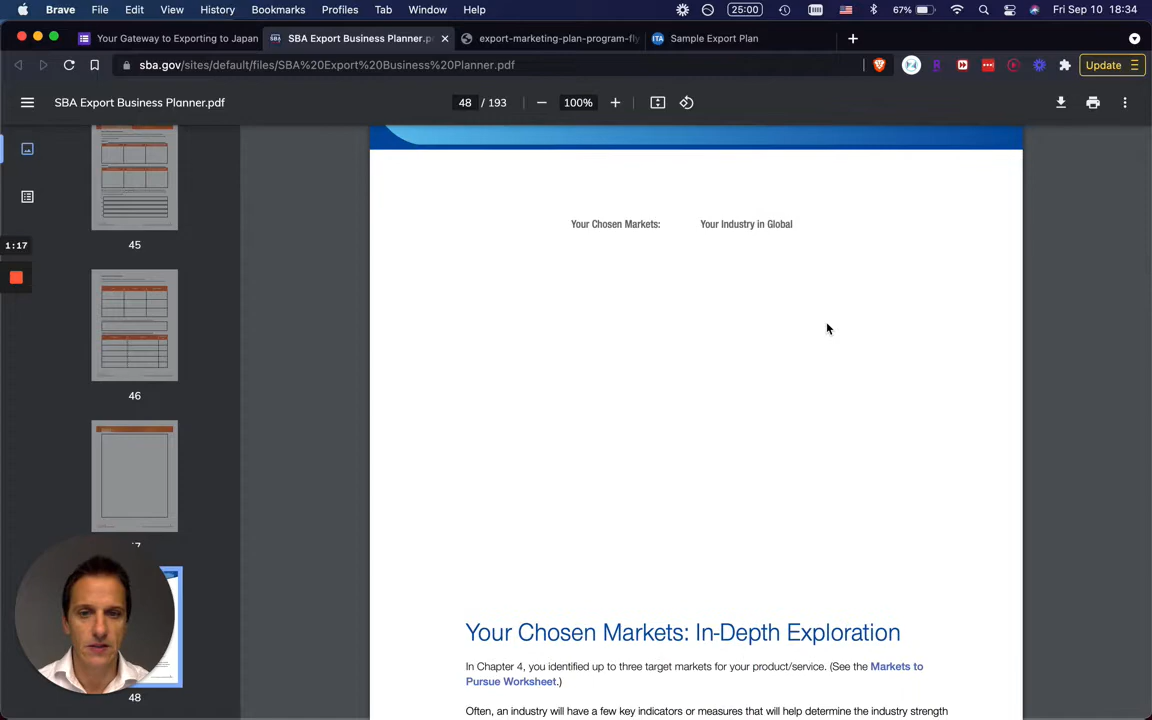 Brave File Edit View History Bookmarks Profiles Tab Window Help 25:00 67% Fri Sep 10 18:34
Your Gateway to Exporting to Japan SBA Export Business Planner.p export-marketing-plan-program-fly ITA Sample Export Plan
sba.gov/sites/default/files/SBA%20Export%20Business%20Planner.pdf Update
SBA Export Business Planner.pdf 48 / 193 100%
1:17
45
46
48
Your Chosen Markets: Your Industry in Global
Your Chosen Markets: In-Depth Exploration
In Chapter 4, you identified up to three target markets for your product/service. (See the Markets to
Pursue Worksheet.)
Often, an industry will have a few key indicators or measures that will help determine the industry strength